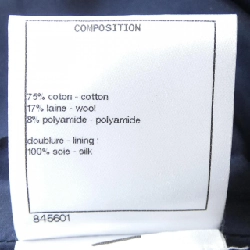 COMPOSITION
75% coton - cotton
17% laine - wool
8% polyamide - polyamide
doublure - lining :
100% soie - silk
845601